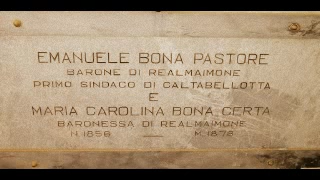 EMANUELE BONA PASTORE
BARONE DI REALMAIMONE
PRIMO SINDACO DI CALTABELLOTTA
E
MARIA CAROLINA BONA CERTA
BARONESSA DI REALMAIMONE
N. 1858 — M. 1878